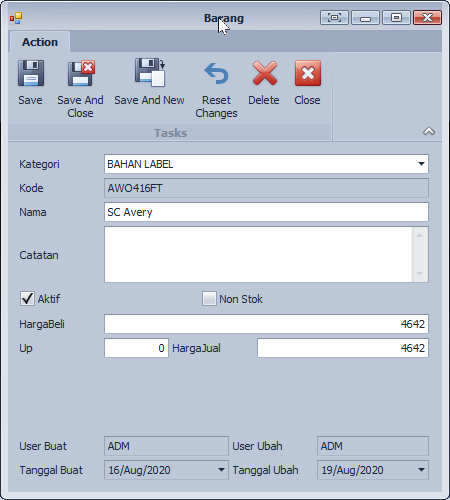 Barang
Action
Save
Save And Close
Save And New
Reset Changes
Delete
Close
Tasks
Kategori BAHAN LABEL
Kode AWO416FT
Nama SC Avery
Catatan
Aktif Non Stok
HargaBeli 4642
Up 0 HargaJual 4642
User Buat ADM User Ubah ADM
Tanggal Buat 16/Aug/2020 Tanggal Ubah 19/Aug/2020